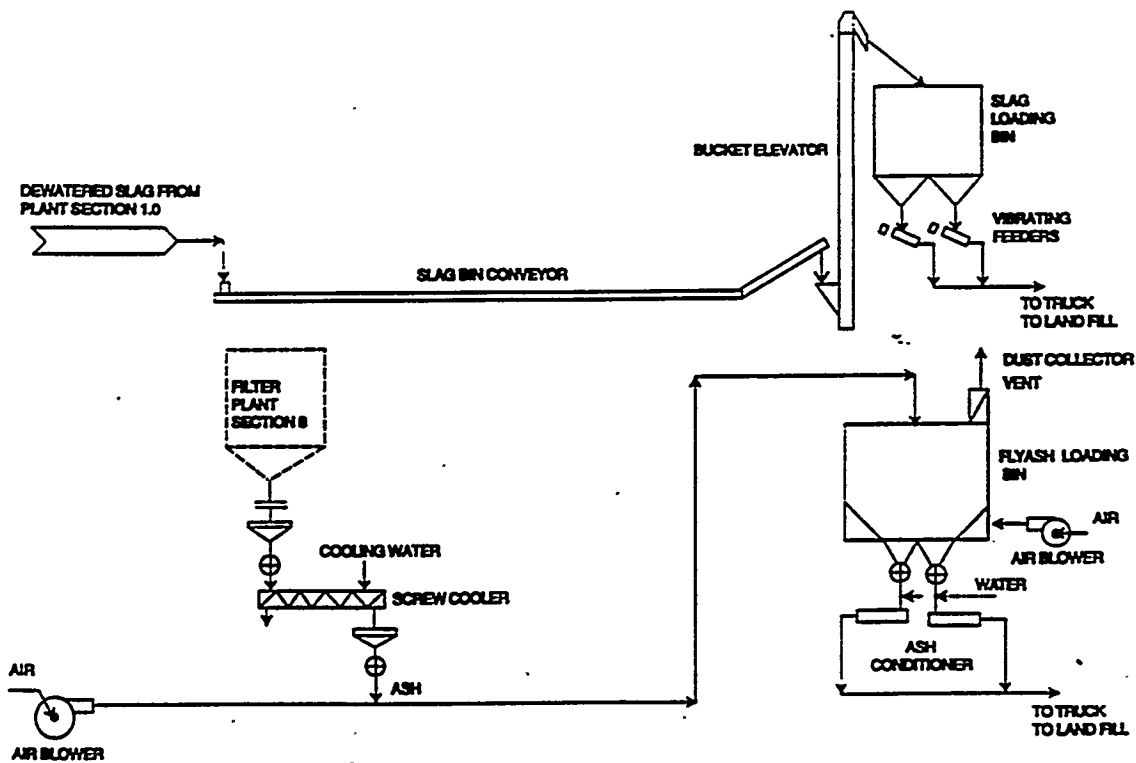 SLAG
LOADING
BIN
BUCKET ELEVATOR
DEWATERED SLAG FROM
PLANT SECTION 1.0
VIBRATING
FEEDERS
SLAG BIN CONVEYOR
TO TRUCK
TO LAND FILL
DUST COLLECTOR
VENT
FILTER
PLANT
SECTION 8
FLYASH LOADING
BIN
AIR
AIR BLOWER
COOLING WATER
WATER
SCREW COOLER
ASH
CONDITIONER
AIR
ASH
TO TRUCK
TO LAND FILL
AIR BLOWER